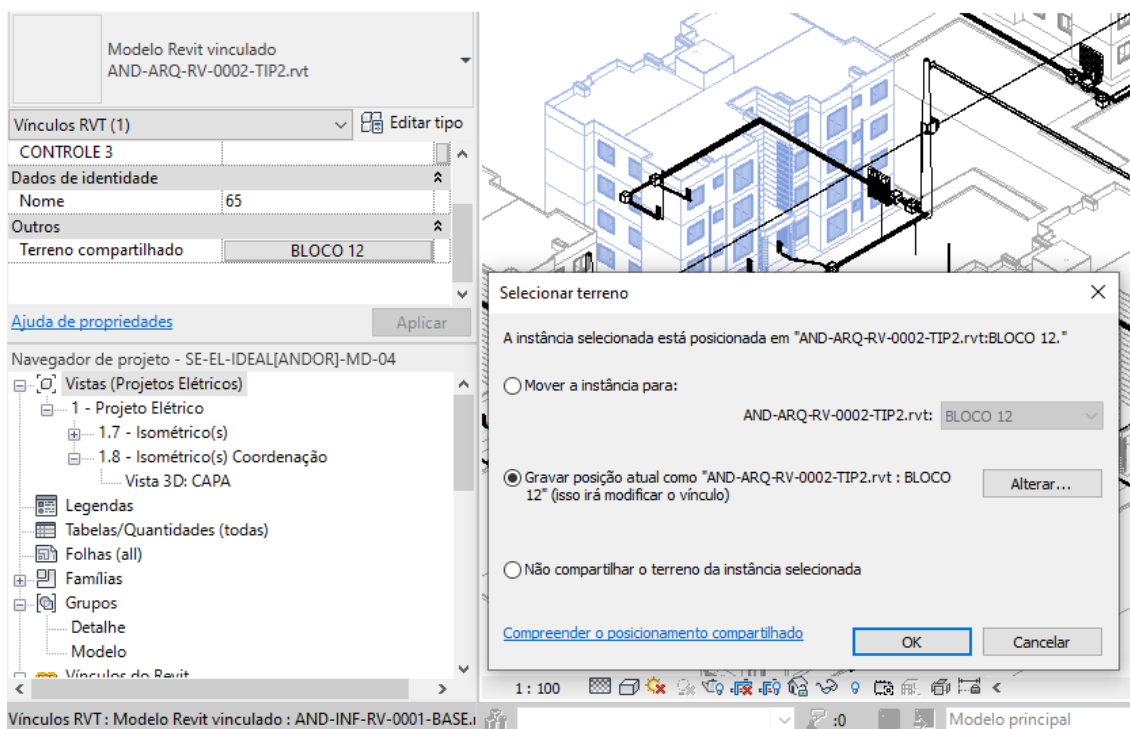 Modelo Revit vinculado
AND-ARQ-RV-0002-TIP2.rvt
Vínculos RVT (1)
Editar tipo
CONTROLE 3
Dados de identidade
Nome 65
Outros
Terreno compartilhado BLOCO 12
Ajuda de propriedades
Aplicar
Navegador de projeto - SE-EL-IDEAL[ANDOR]-MD-04
Vistas (Projetos Elétricos)
1 - Projeto Elétrico
1.7 - Isométrico(s)
1.8 - Isométrico(s) Coordenação
Vista 3D: CAPA
Legendas
Tabelas/Quantidades (todas)
Folhas (all)
Famílias
Grupos
Detalhe
Modelo
Vínculos do Revit
Vínculos RVT : Modelo Revit vinculado : AND-INF-RV-0001-BASE.r
Selecionar terreno
A instância selecionada está posicionada em "AND-ARQ-RV-0002-TIP2.rvt:BLOCO 12."
Mover a instância para:
AND-ARQ-RV-0002-TIP2.rvt: BLOCO 12
Gravar posição atual como "AND-ARQ-RV-0002-TIP2.rvt : BLOCO
12" (isso irá modificar o vínculo)
Alterar...
Não compartilhar o terreno da instância selecionada
Compreender o posicionamento compartilhado
OK
Cancelar
1 : 100
:0
Modelo principal